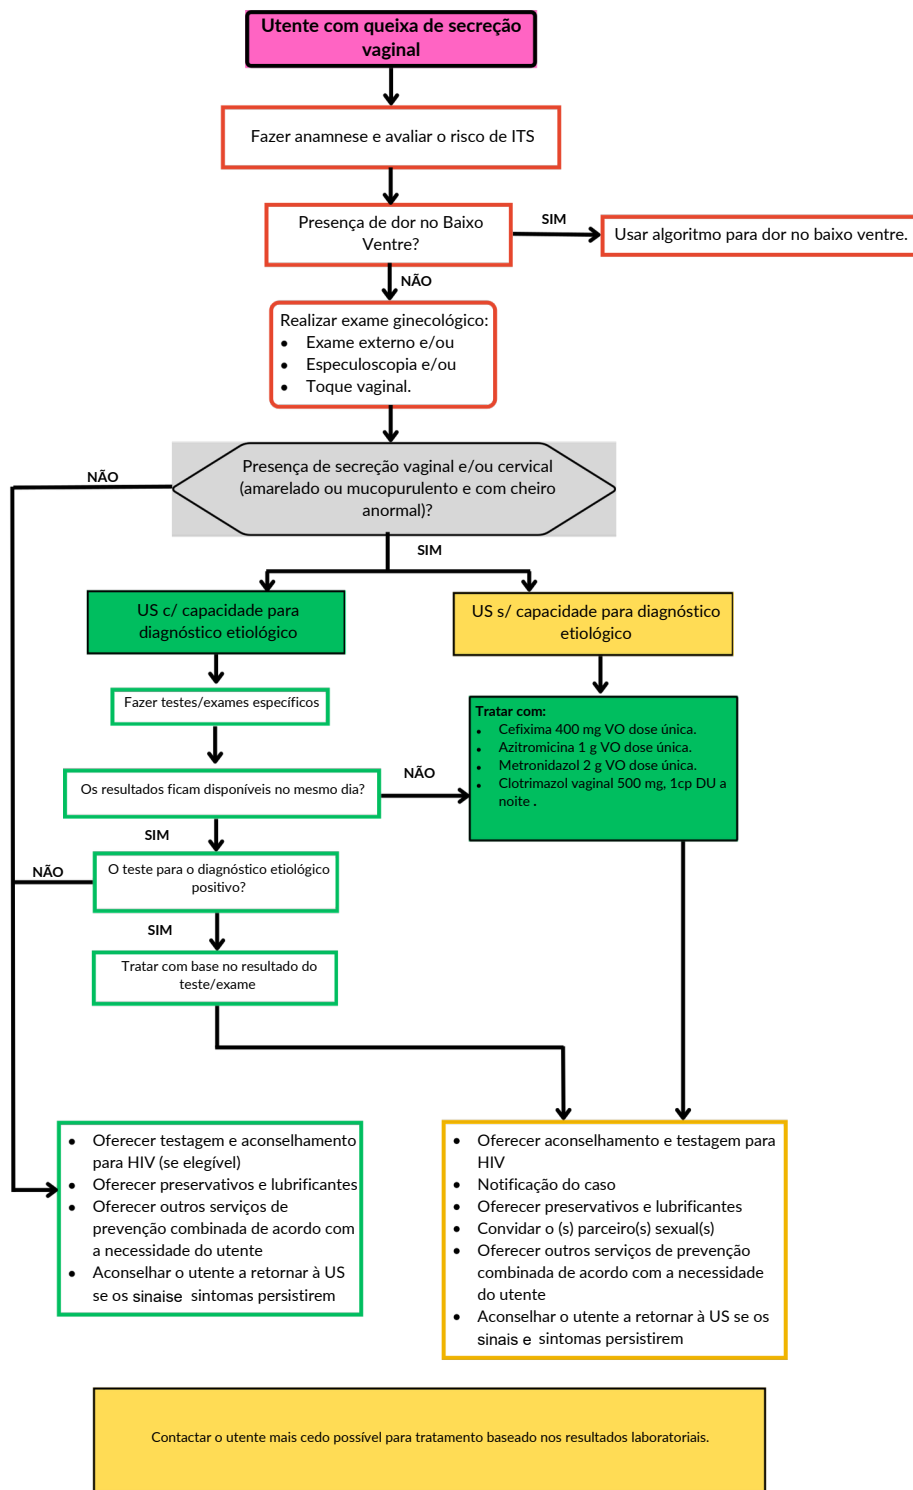 Utente com queixa de secreção
vaginal
Fazer anamnese e avaliar o risco de ITS
Presença de dor no Baixo
Ventre?
SIM
Usar algoritmo para dor no baixo ventre.
NÃO
Realizar exame ginecológico:
• Exame externo e/ou
• Especuloscopia e/ou
• Toque vaginal.
Presença de secreção vaginal e/ou cervical
(amarelado ou mucopurulento e com cheiro
anormal)?
NÃO
SIM
US c/ capacidade para
diagnóstico etiológico
US s/ capacidade para diagnóstico
etiológico
Fazer testes/exames específicos
Tratar com:
• Cefixima 400 mg VO dose única.
• Azitromicina 1 g VO dose única.
• Metronidazol 2 g VO dose única.
• Clotrimazol vaginal 500 mg, 1cp DU a
noite .
Os resultados ficam disponíveis no mesmo dia?
NÃO
SIM
O teste para o diagnóstico etiológico
positivo?
NÃO
SIM
Tratar com base no resultado do
teste/exame
• Oferecer testagem e aconselhamento
para HIV (se elegível)
• Oferecer preservativos e lubrificantes
• Oferecer outros serviços de
prevenção combinada de acordo com
a necessidade do utente
• Aconselhar o utente a retornar à US
se os sinaise sintomas persistirem
• Oferecer aconselhamento e testagem para
HIV
• Notificação do caso
• Oferecer preservativos e lubrificantes
• Convidar o (s) parceiro(s) sexual(s)
• Oferecer outros serviços de prevenção
combinada de acordo com a necessidade
do utente
• Aconselhar o utente a retornar à US se os
sinais e sintomas persistirem
Contactar o utente mais cedo possível para tratamento baseado nos resultados laboratoriais.